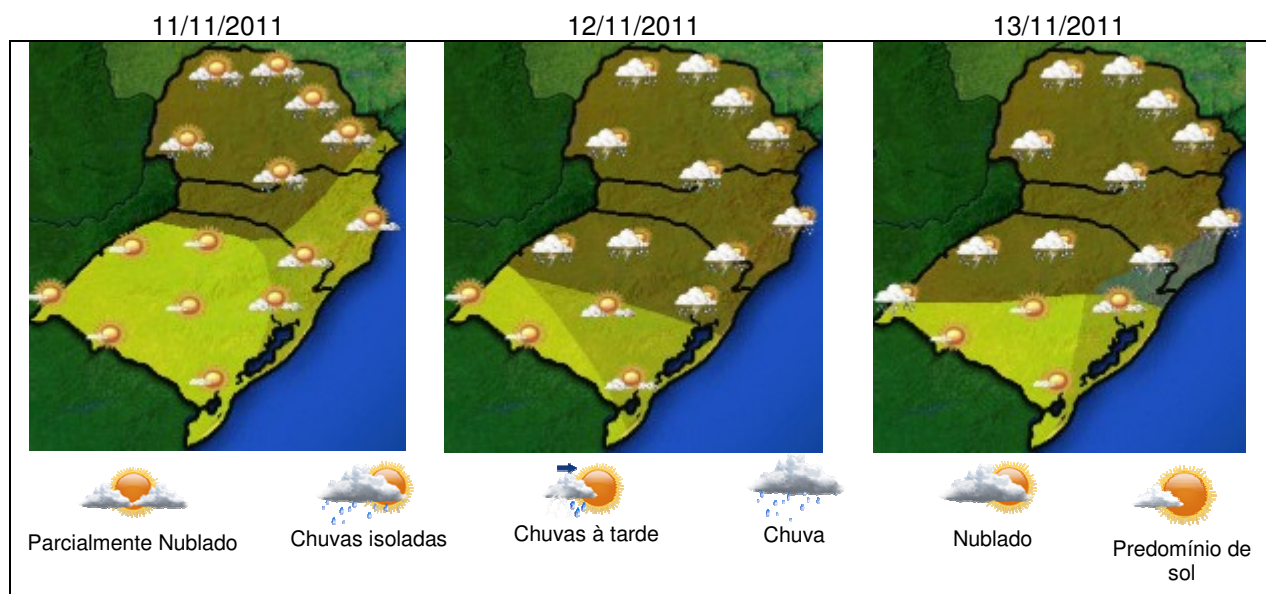 11/11/2011
12/11/2011
13/11/2011
Parcialmente Nublado
Chuvas isoladas
Chuvas à tarde
Chuva
Nublado
Predomínio de
sol